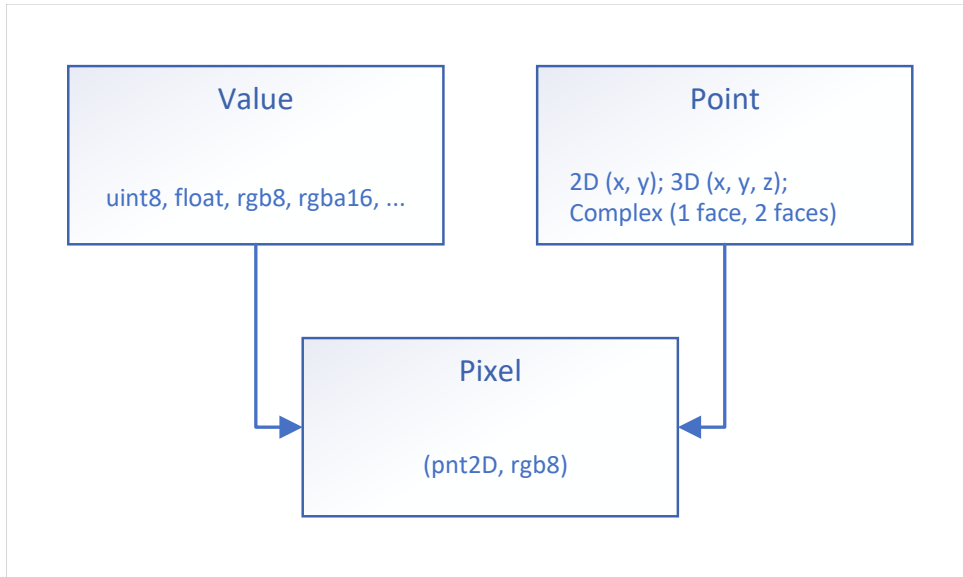 Value
uint8, float, rgb8, rgba16, ...
Point
2D (x, y); 3D (x, y, z);
Complex (1 face, 2 faces)
Pixel
(pnt2D, rgb8)